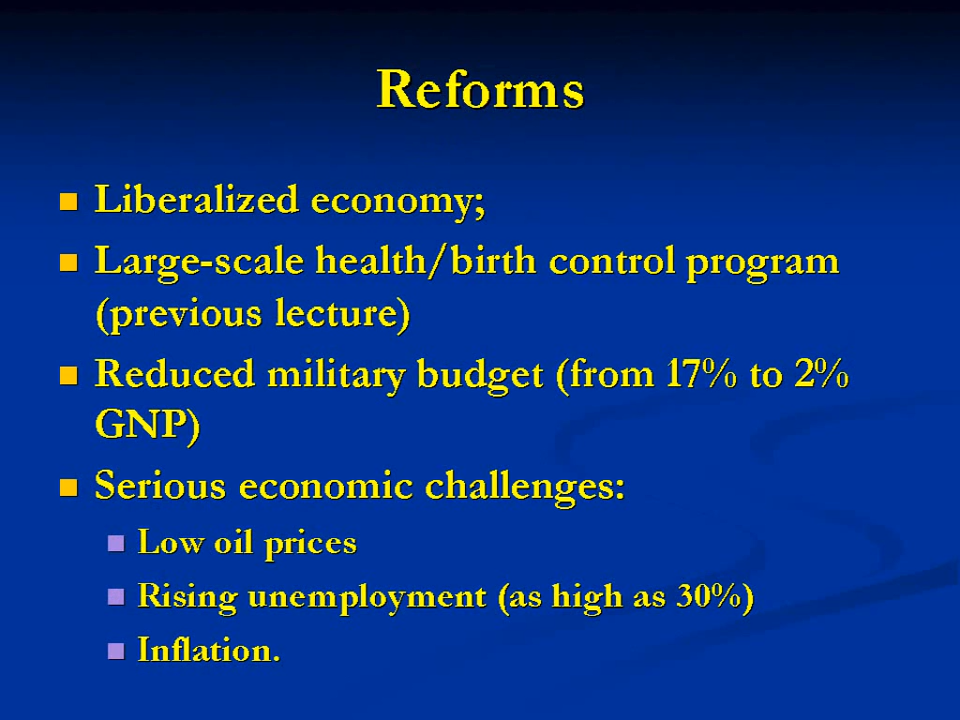 Reforms
Liberalized economy;
Large-scale health/birth control program
(previous lecture)
Reduced military budget (from 17% to 2%
GNP)
Serious economic challenges:
Low oil prices
Rising unemployment (as high as 30%)
Inflation.